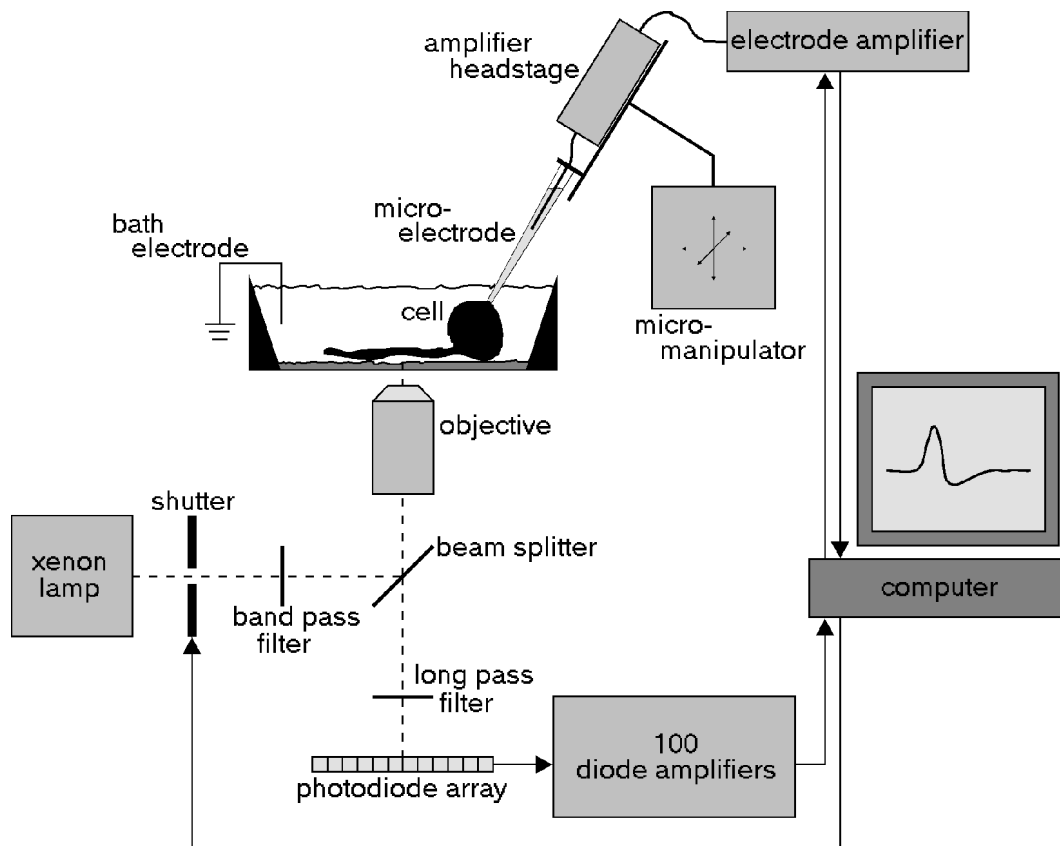 amplifier
headstage
electrode amplifier
micro-
electrode
bath
electrode
cell
micro-
manipulator
objective
shutter
xenon
lamp
beam splitter
band pass
filter
computer
long pass
filter
100
diode amplifiers
photodiode array